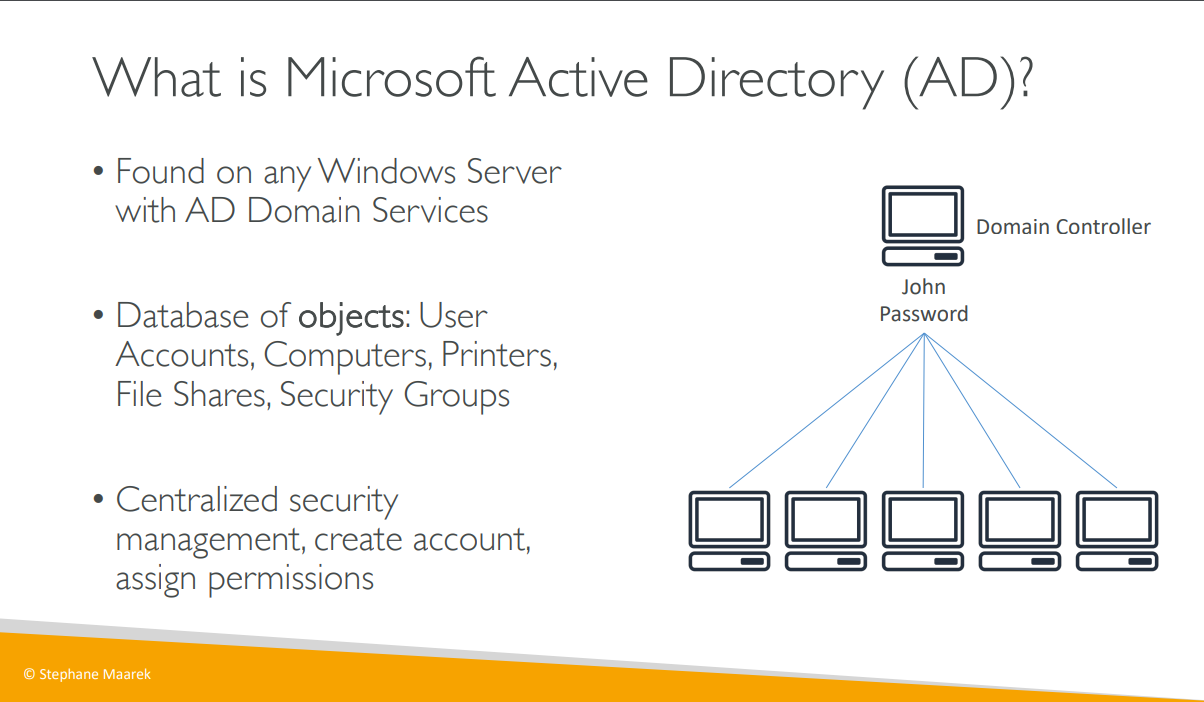 What is Microsoft Active Directory (AD)?
• Found on any Windows Server
with AD Domain Services
• Database of objects: User
Accounts, Computers, Printers,
File Shares, Security Groups
• Centralized security
management, create account,
assign permissions
Domain Controller
John
Password
© Stephane Maarek